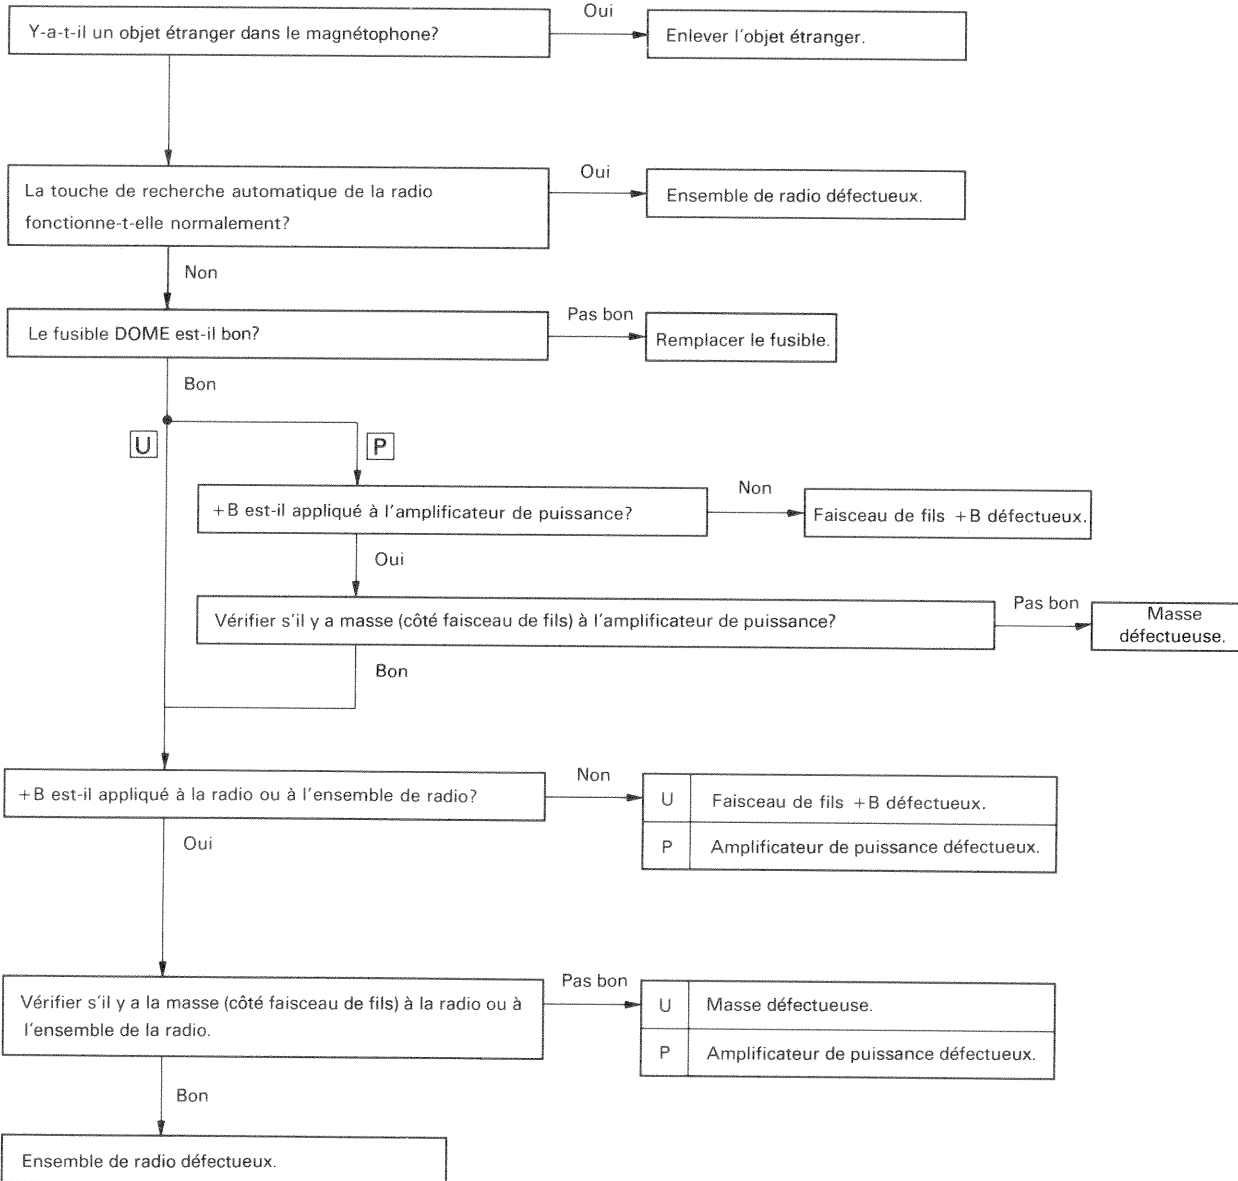 Y-a-t-il un objet étranger dans le magnétophone?
Oui
Enlever l'objet étranger.
La touche de recherche automatique de la radio
fonctionne-t-elle normalement?
Oui
Ensemble de radio défectueux.
Non
Le fusible DOME est-il bon?
Pas bon
Remplacer le fusible.
Bon
U
P
+B est-il appliqué à l'amplificateur de puissance?
Non
Faisceau de fils +B défectueux.
Oui
Vérifier s'il y a masse (côté faisceau de fils) à l'amplificateur de puissance?
Pas bon
Masse
défectueuse.
Bon
+B est-il appliqué à la radio ou à l'ensemble de radio?
Non
U Faisceau de fils +B défectueux.
P Amplificateur de puissance défectueux.
Oui
Vérifier s'il y a la masse (côté faisceau de fils) à la radio ou à
l'ensemble de la radio.
Pas bon
U Masse défectueuse.
P Amplificateur de puissance défectueux.
Bon
Ensemble de radio défectueux.